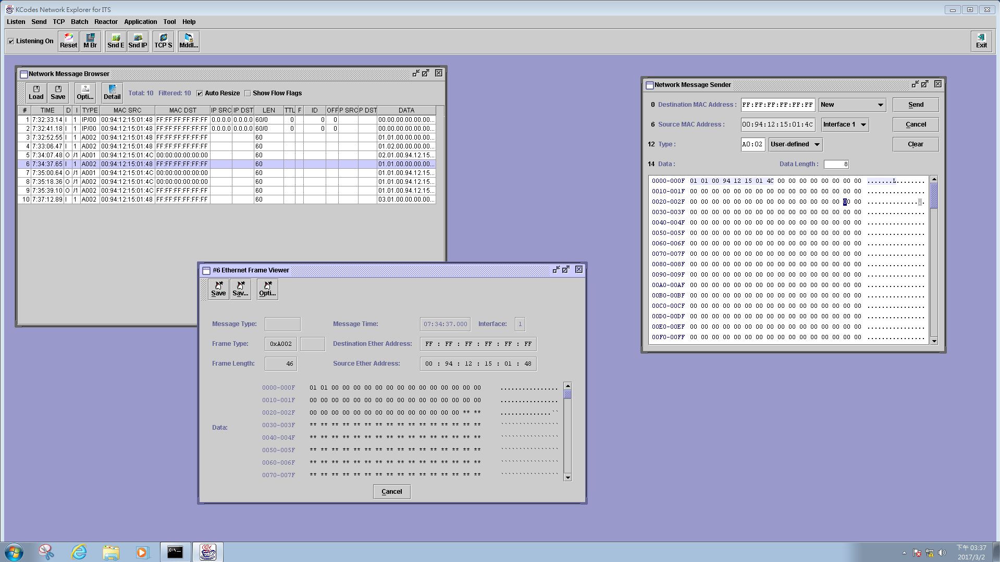 KCodes Network Explorer for ITS
Listen Send TCP Batch Reactor Application Tool Help
Listening On Reset M Br Snd E Snd IP TCP S Mddl... Exit
Network Message Browser
Load Save Opti... Detail Total: 10 Filtered: 10 Auto Resize Show Flow Flags
# TIME D I TYPE MAC SRC MAC DST IP SRC IP DST LEN TTL F ID OFF P SRC P DST DATA
1 7:32:33.14 I 1 IP/00 00:94:12:15:01:48 FF:FF:FF:FF:FF:FF 0.0.0.0 0.0.0.0 60/0 0 0 0 00.00.00.00.00.00...
2 7:32:41.18 I 1 IP/00 00:94:12:15:01:48 FF:FF:FF:FF:FF:FF 0.0.0.0 0.0.0.0 60/0 0 0 0 00.00.00.00.00.00...
3 7:32:52.55 I 1 A002 00:94:12:15:01:48 FF:FF:FF:FF:FF:FF 60 01.01.00.00.00.00...
4 7:33:06.47 I 1 A002 00:94:12:15:01:48 FF:FF:FF:FF:FF:FF 60 01.02.00.00.00.00...
5 7:34:07.48 O /1 A001 00:94:12:15:01:4C 00:00:00:00:00:00 60 02.01.00.94.12.15...
6 7:34:37.65 I 1 A002 00:94:12:15:01:48 FF:FF:FF:FF:FF:FF 60 01.01.00.00.00.00...
7 7:35:00.64 O /1 A001 00:94:12:15:01:4C 00:00:00:00:00:00 60 01.01.00.94.12.15...
8 7:35:18.36 O /1 A002 00:94:12:15:01:4C 00:00:00:00:00:00 60 01.01.00.94.12.15...
9 7:35:39.10 O /1 A002 00:94:12:15:01:4C FF:FF:FF:FF:FF:FF 60 01.01.00.94.12.15...
10 7:37:12.89 I 1 A002 00:94:12:15:01:48 FF:FF:FF:FF:FF:FF 60 03.01.00.00.00.00...
Network Message Sender
0 Destination MAC Address : FF:FF:FF:FF:FF:FF New Send
6 Source MAC Address : 00:94:12:15:01:4C Interface 1 Cancel
12 Type : A0:02 User-defined Clear
14 Data : Data Length : 8
0000-000F 01 01 00 94 12 15 01 4C 00 00 00 00 00 00 00 00 .......L........
0010-001F 00 00 00 00 00 00 00 00 00 00 00 00 00 00 00 00 ................
0020-002F 00 00 00 00 00 00 00 00 00 00 00 00 00 00 00 00 ................
0030-003F 00 00 00 00 00 00 00 00 00 00 00 00 00 00 00 00 ................
0040-004F 00 00 00 00 00 00 00 00 00 00 00 00 00 00 00 00 ................
0050-005F 00 00 00 00 00 00 00 00 00 00 00 00 00 00 00 00 ................
0060-006F 00 00 00 00 00 00 00 00 00 00 00 00 00 00 00 00 ................
0070-007F 00 00 00 00 00 00 00 00 00 00 00 00 00 00 00 00 ................
0080-008F 00 00 00 00 00 00 00 00 00 00 00 00 00 00 00 00 ................
0090-009F 00 00 00 00 00 00 00 00 00 00 00 00 00 00 00 00 ................
00A0-00AF 00 00 00 00 00 00 00 00 00 00 00 00 00 00 00 00 ................
00B0-00BF 00 00 00 00 00 00 00 00 00 00 00 00 00 00 00 00 ................
00C0-00CF 00 00 00 00 00 00 00 00 00 00 00 00 00 00 00 00 ................
00D0-00DF 00 00 00 00 00 00 00 00 00 00 00 00 00 00 00 00 ................
00E0-00EF 00 00 00 00 00 00 00 00 00 00 00 00 00 00 00 00 ................
00F0-00FF 00 00 00 00 00 00 00 00 00 00 00 00 00 00 00 00 ................
#6 Ethernet Frame Viewer
Save Sav... Opti...
Message Type: Message Time: 07:34:37.000 Interface: 1
Frame Type: 0xA002 Destination Ether Address: FF : FF : FF : FF : FF : FF
Frame Length: 46 Source Ether Address: 00 : 94 : 12 : 15 : 01 : 48
Data:
0000-000F 01 01 00 00 00 00 00 00 00 00 00 00 00 00 00 00 ................
0010-001F 00 00 00 00 00 00 00 00 00 00 00 00 00 00 00 00 ................
0020-002F 00 00 00 00 00 00 00 00 00 00 00 00 00 00 ** ** ..............``
0030-003F ** ** ** ** ** ** ** ** ** ** ** ** ** ** ** ** ````````````````
0040-004F ** ** ** ** ** ** ** ** ** ** ** ** ** ** ** ** ````````````````
0050-005F ** ** ** ** ** ** ** ** ** ** ** ** ** ** ** ** ````````````````
0060-006F ** ** ** ** ** ** ** ** ** ** ** ** ** ** ** ** ````````````````
0070-007F ** ** ** ** ** ** ** ** ** ** ** ** ** ** ** ** ````````````````
Cancel
C:\_
下午 03:37
2017/3/2